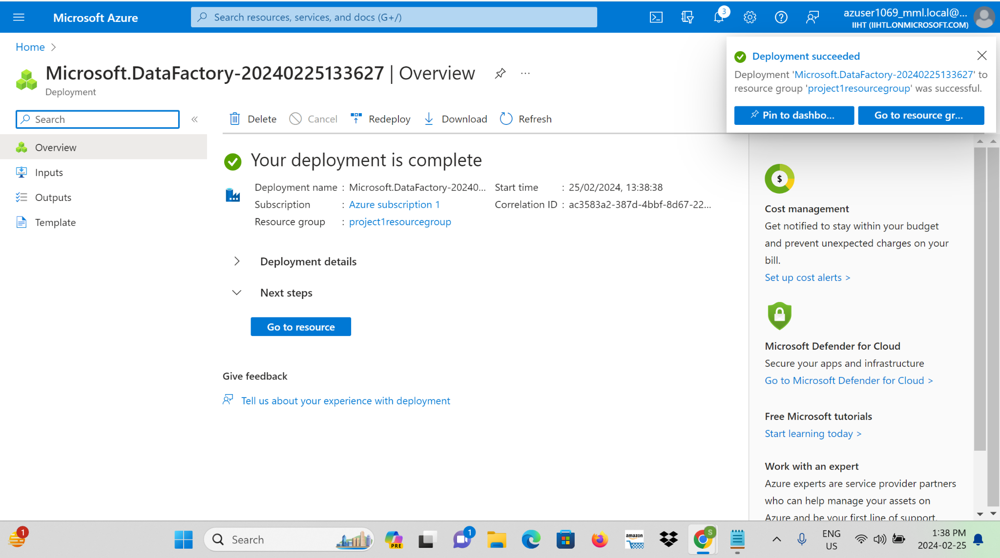 Microsoft Azure
Search resources, services, and docs (G+/)
3
azuser1069_mml.local@...
IIHT (IIHTL.ONMICROSOFT.COM)
Home
Microsoft.DataFactory-20240225133627 | Overview
...
Deployment
Deployment succeeded
Deployment 'Microsoft.DataFactory-20240225133627' to
resource group 'project1resourcegroup' was successful.
Pin to dashbo...
Go to resource gr...
Search
«
Delete
Cancel
Redeploy
Download
Refresh
Overview
Inputs
Outputs
Template
Your deployment is complete
Deployment name : Microsoft.DataFactory-20240...
Subscription : Azure subscription 1
Resource group : project1resourcegroup
Start time : 25/02/2024, 13:38:38
Correlation ID : ac3583a2-387d-4bbf-8d67-22...
Deployment details
Next steps
Go to resource
Give feedback
Tell us about your experience with deployment
$
Cost management
Get notified to stay within your budget
and prevent unexpected charges on your
bill.
Set up cost alerts >
Microsoft Defender for Cloud
Secure your apps and infrastructure
Go to Microsoft Defender for Cloud >
Free Microsoft tutorials
Start learning today >
Work with an expert
Azure experts are service provider partners
who can help manage your assets on
Azure and be your first line of support.
1
Search
PRE
1
amazon
S
ENG
US
1:38 PM
2024-02-25